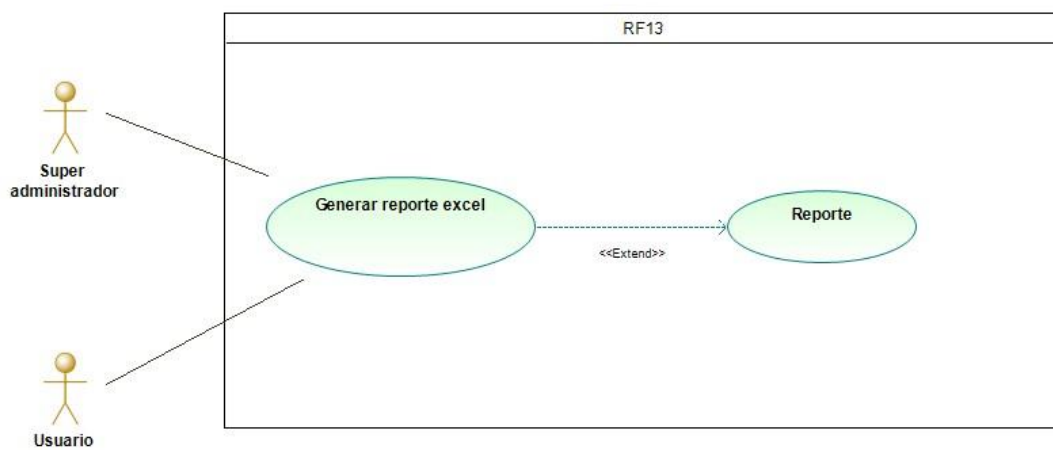 RF13
Super
administrador
Generar reporte excel
Reporte
<<Extend>>
Usuario